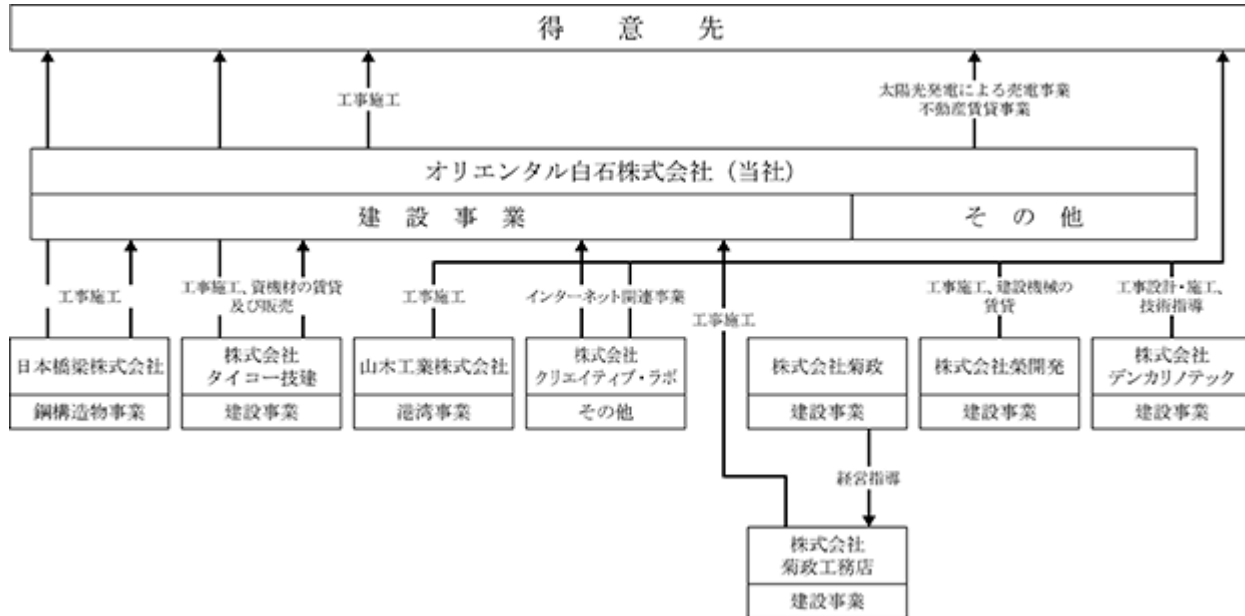 得意先
工事施工
太陽光発電による売電事業
不動産賃貸事業
オリエンタル白石株式会社（当社）
建設事業
その他
工事施工
工事施工、資機材の賃貸
及び販売
工事施工
インターネット関連事業
工事施工
工事施工、建設機械の
賃貸
工事設計・施工、
技術指導
日本橋梁株式会社
鋼構造物事業
株式会社
タイコー技建
建設事業
山木工業株式会社
港湾事業
株式会社
クリエイティブ・ラボ
その他
株式会社菊政
建設事業
株式会社榮開発
建設事業
株式会社
デンカリノテック
建設事業
経営指導
株式会社
菊政工務店
建設事業